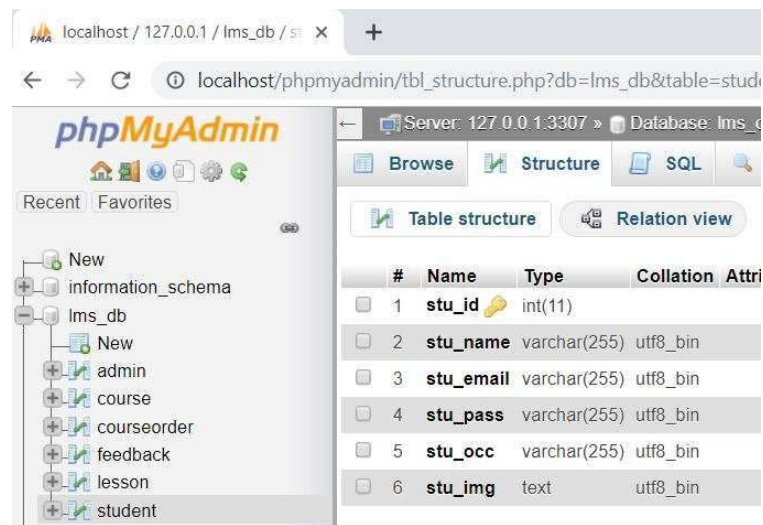 PMA localhost / 127.0.0.1 / lms_db / st × +
localhost/phpmyadmin/tbl_structure.php?db=lms_db&table=stude
phpMyAdmin
Recent Favorites
New
information_schema
lms_db
New
admin
course
courseorder
feedback
lesson
student
Server: 127.0.0.1:3307 » Database: lms_d
Browse Structure SQL
Table structure Relation view
# Name Type Collation Attri
1 stu_id int(11)
2 stu_name varchar(255) utf8_bin
3 stu_email varchar(255) utf8_bin
4 stu_pass varchar(255) utf8_bin
5 stu_occ varchar(255) utf8_bin
6 stu_img text utf8_bin